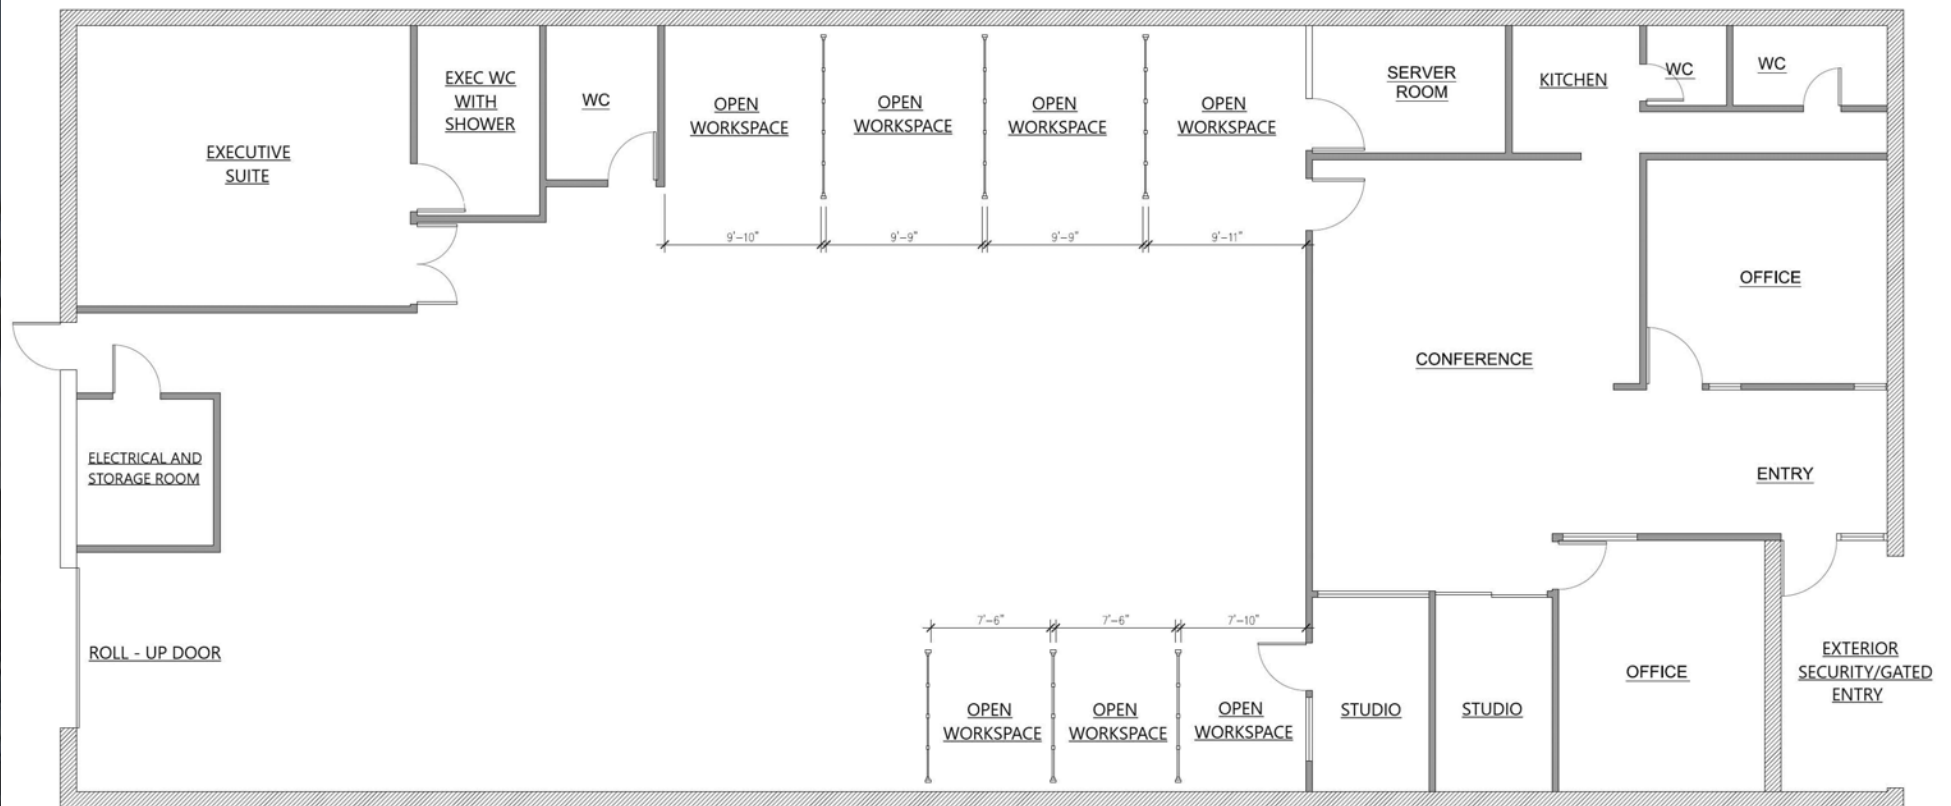 EXECUTIVE
SUITE
EXEC WC
WITH
SHOWER
WC
OPEN
WORKSPACE
OPEN
WORKSPACE
OPEN
WORKSPACE
OPEN
WORKSPACE
SERVER
ROOM
KITCHEN
WC
WC
9'-10"
9'-9"
9'-9"
9'-11"
OFFICE
CONFERENCE
ELECTRICAL AND
STORAGE ROOM
ENTRY
ROLL - UP DOOR
7'-6"
7'-6"
7'-10"
OPEN
WORKSPACE
OPEN
WORKSPACE
OPEN
WORKSPACE
STUDIO
STUDIO
OFFICE
EXTERIOR
SECURITY/GATED
ENTRY